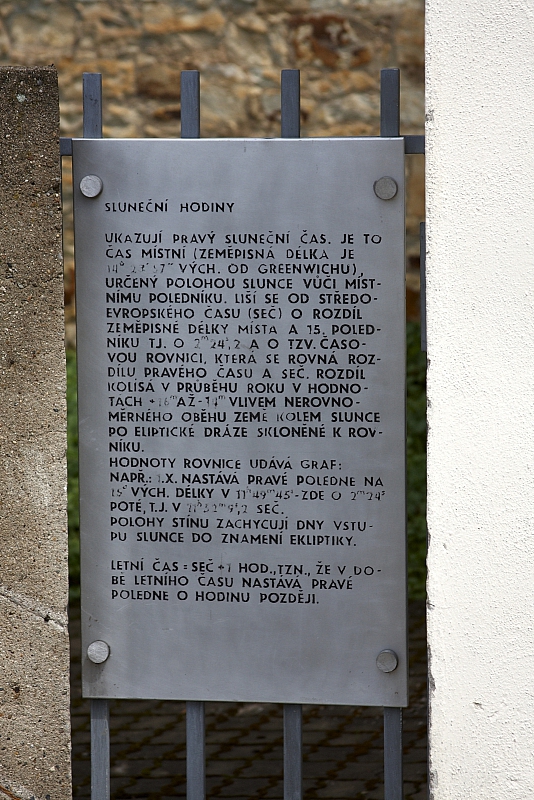 SLUNEČNÍ HODINY
UKAZUJÍ PRAVÝ SLUNEČNÍ ČAS. JE TO
ČAS MÍSTNÍ (ZEMĚPISNÁ DÉLKA JE
VÝCH. OD GREENWICHU),
URČENÝ POLOHOU SLUNCE VŮČI MÍST-
NÍMU POLEDNÍKU. LIŠÍ SE OD STŘEDO-
EVROPSKÉHO ČASU (SEČ) O ROZDÍL
ZEMĚPISNÉ DÉLKY MÍSTA A 15. POLED-
NÍKU TJ. O 2ᵐ24ˢ,2 A O TZV. ČASO-
VOU ROVNICI, KTERÁ SE ROVNÁ ROZ-
DÍLU PRAVÉHO ČASU A SEČ. ROZDÍL
KOLÍSÁ V PRŮBĚHU ROKU V HODNO-
TÁCH +16ᵐ AŽ -14ᵐ VLIVEM NEROVNO-
MĚRNÉHO OBĚHU ZEMĚ KOLEM SLUNCE
PO ELIPTICKÉ DRÁZE SKLONĚNÉ K ROV-
NÍKU.
HODNOTY ROVNICE UDÁVÁ GRAF:
NAPŘ.: 1.X. NASTÁVÁ PRAVÉ POLEDNE NA
15° VÝCH. DÉLKY V 11ʰ49ᵐ45ˢ-ZDE O 2ᵐ24ˢ
POTÉ, T.J. V SEČ.
POLOHY STÍNU ZACHYCUJÍ DNY VSTU-
PU SLUNCE DO ZNAMENÍ EKLIPTIKY.
LETNÍ ČAS = SEČ +1 HOD., TZN., ŽE V DO-
BĚ LETNÍHO ČASU NASTÁVÁ PRAVÉ
POLEDNE O HODINU POZDĚJI.